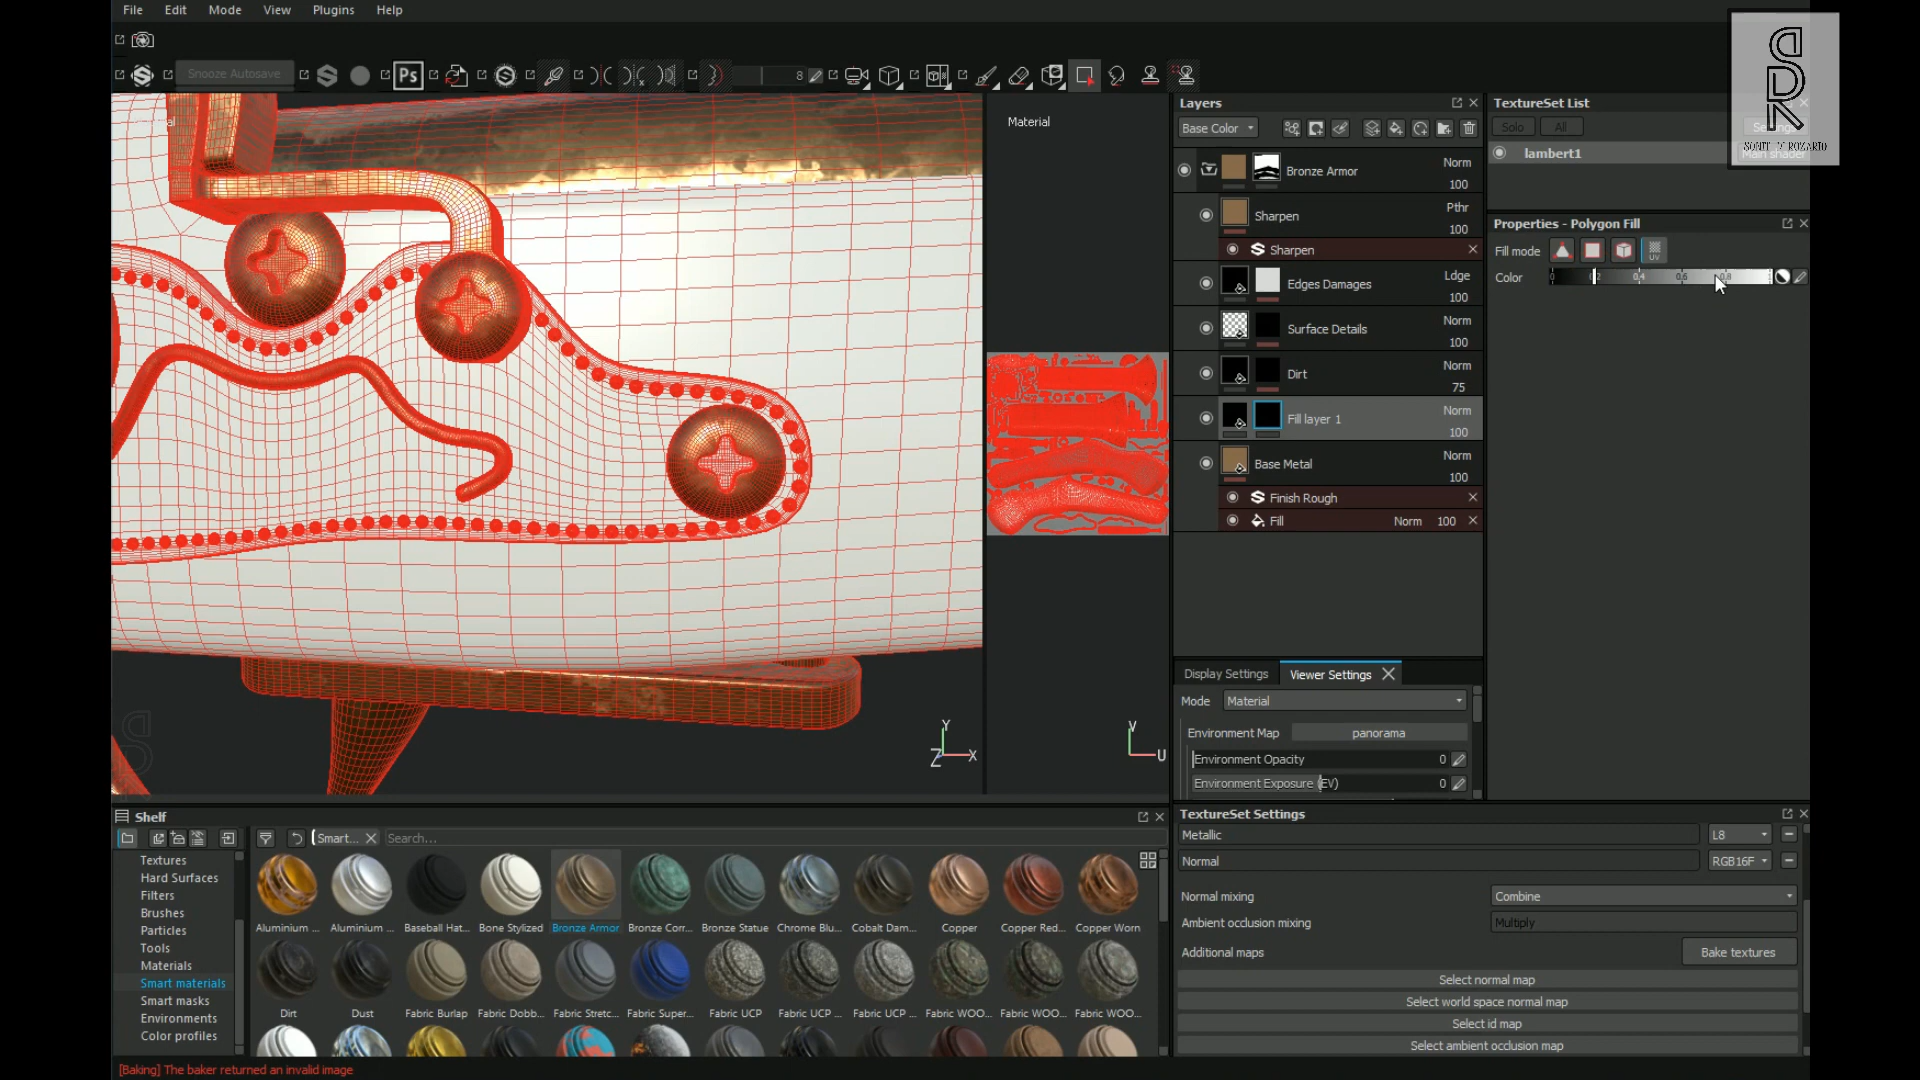 File Edit Mode View Plugins Help
Snooze Autosave
Ps
8
al
Material
Layers
Base Color
Bronze Armor Norm
100
Sharpen Pthr
100
Sharpen
Edges Damages Ldge
100
Surface Details Norm
100
Dirt Norm
75
Fill layer 1 Norm
100
Base Metal Norm
100
Finish Rough
Fill Norm 100
TextureSet List
Solo All
lambert1
Main shader
SDR
Properties - Polygon Fill
Fill mode
UV
Color
Y
Z X
V
U
Display Settings Viewer Settings
Mode Material
Environment Map panorama
Environment Opacity 0
Environment Exposure (EV) 0
TextureSet Settings
Metallic L8
Normal RGB16F
Normal mixing Combine
Ambient occlusion mixing Multiply
Additional maps Bake textures
Select normal map
Select world space normal map
Select id map
Select ambient occlusion map
Shelf
Smart... Search...
Textures
Hard Surfaces
Filters
Brushes
Particles
Tools
Materials
Smart materials
Smart masks
Environments
Color profiles
Aluminium ... Aluminium ... Baseball Hat... Bone Stylized Bronze Armor Bronze Corr... Bronze Statue Chrome Blu... Cobalt Dam... Copper Copper Red... Copper Worn
Dirt Dust Fabric Burlap Fabric Dobb... Fabric Stretc... Fabric Super... Fabric UCP Fabric UCP ... Fabric UCP ... Fabric WOO... Fabric WOO... Fabric WOO...
[Baking] The baker returned an invalid image